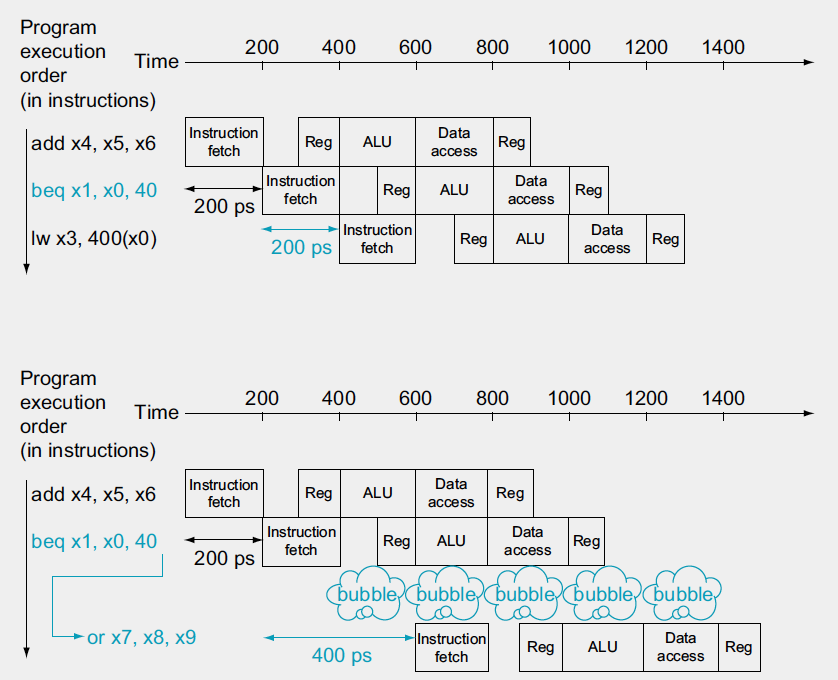 Program
execution
order
(in instructions)
Time
200 400 600 800 1000 1200 1400
add x4, x5, x6
Instruction
fetch
Reg
ALU
Data
access
Reg
beq x1, x0, 40
200 ps
Instruction
fetch
Reg
ALU
Data
access
Reg
lw x3, 400(x0)
200 ps
Instruction
fetch
Reg
ALU
Data
access
Reg
Program
execution
order
(in instructions)
Time
200 400 600 800 1000 1200 1400
add x4, x5, x6
Instruction
fetch
Reg
ALU
Data
access
Reg
beq x1, x0, 40
200 ps
Instruction
fetch
Reg
ALU
Data
access
Reg
bubble bubble bubble bubble bubble
or x7, x8, x9
400 ps
Instruction
fetch
Reg
ALU
Data
access
Reg